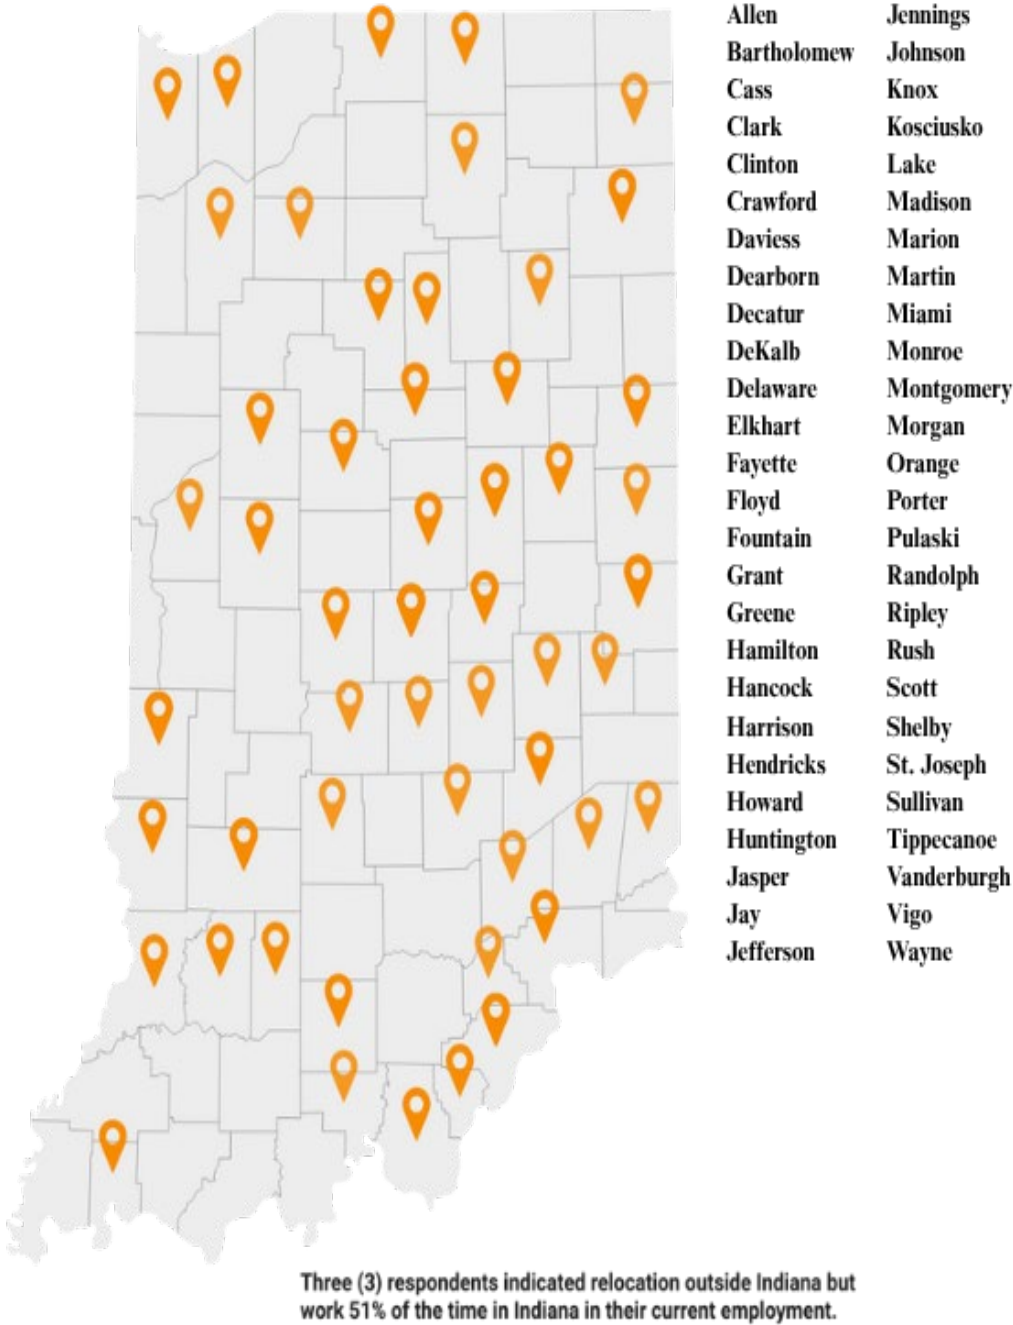 Allen
Bartholomew
Cass
Clark
Clinton
Crawford
Daviess
Dearborn
Decatur
DeKalb
Delaware
Elkhart
Fayette
Floyd
Fountain
Grant
Greene
Hamilton
Hancock
Harrison
Hendricks
Howard
Huntington
Jasper
Jay
Jefferson
Jennings
Johnson
Knox
Kosciusko
Lake
Madison
Marion
Martin
Miami
Monroe
Montgomery
Morgan
Orange
Porter
Pulaski
Randolph
Ripley
Rush
Scott
Shelby
St. Joseph
Sullivan
Tippecanoe
Vanderburgh
Vigo
Wayne
Three (3) respondents indicated relocation outside Indiana but
work 51% of the time in Indiana in their current employment.